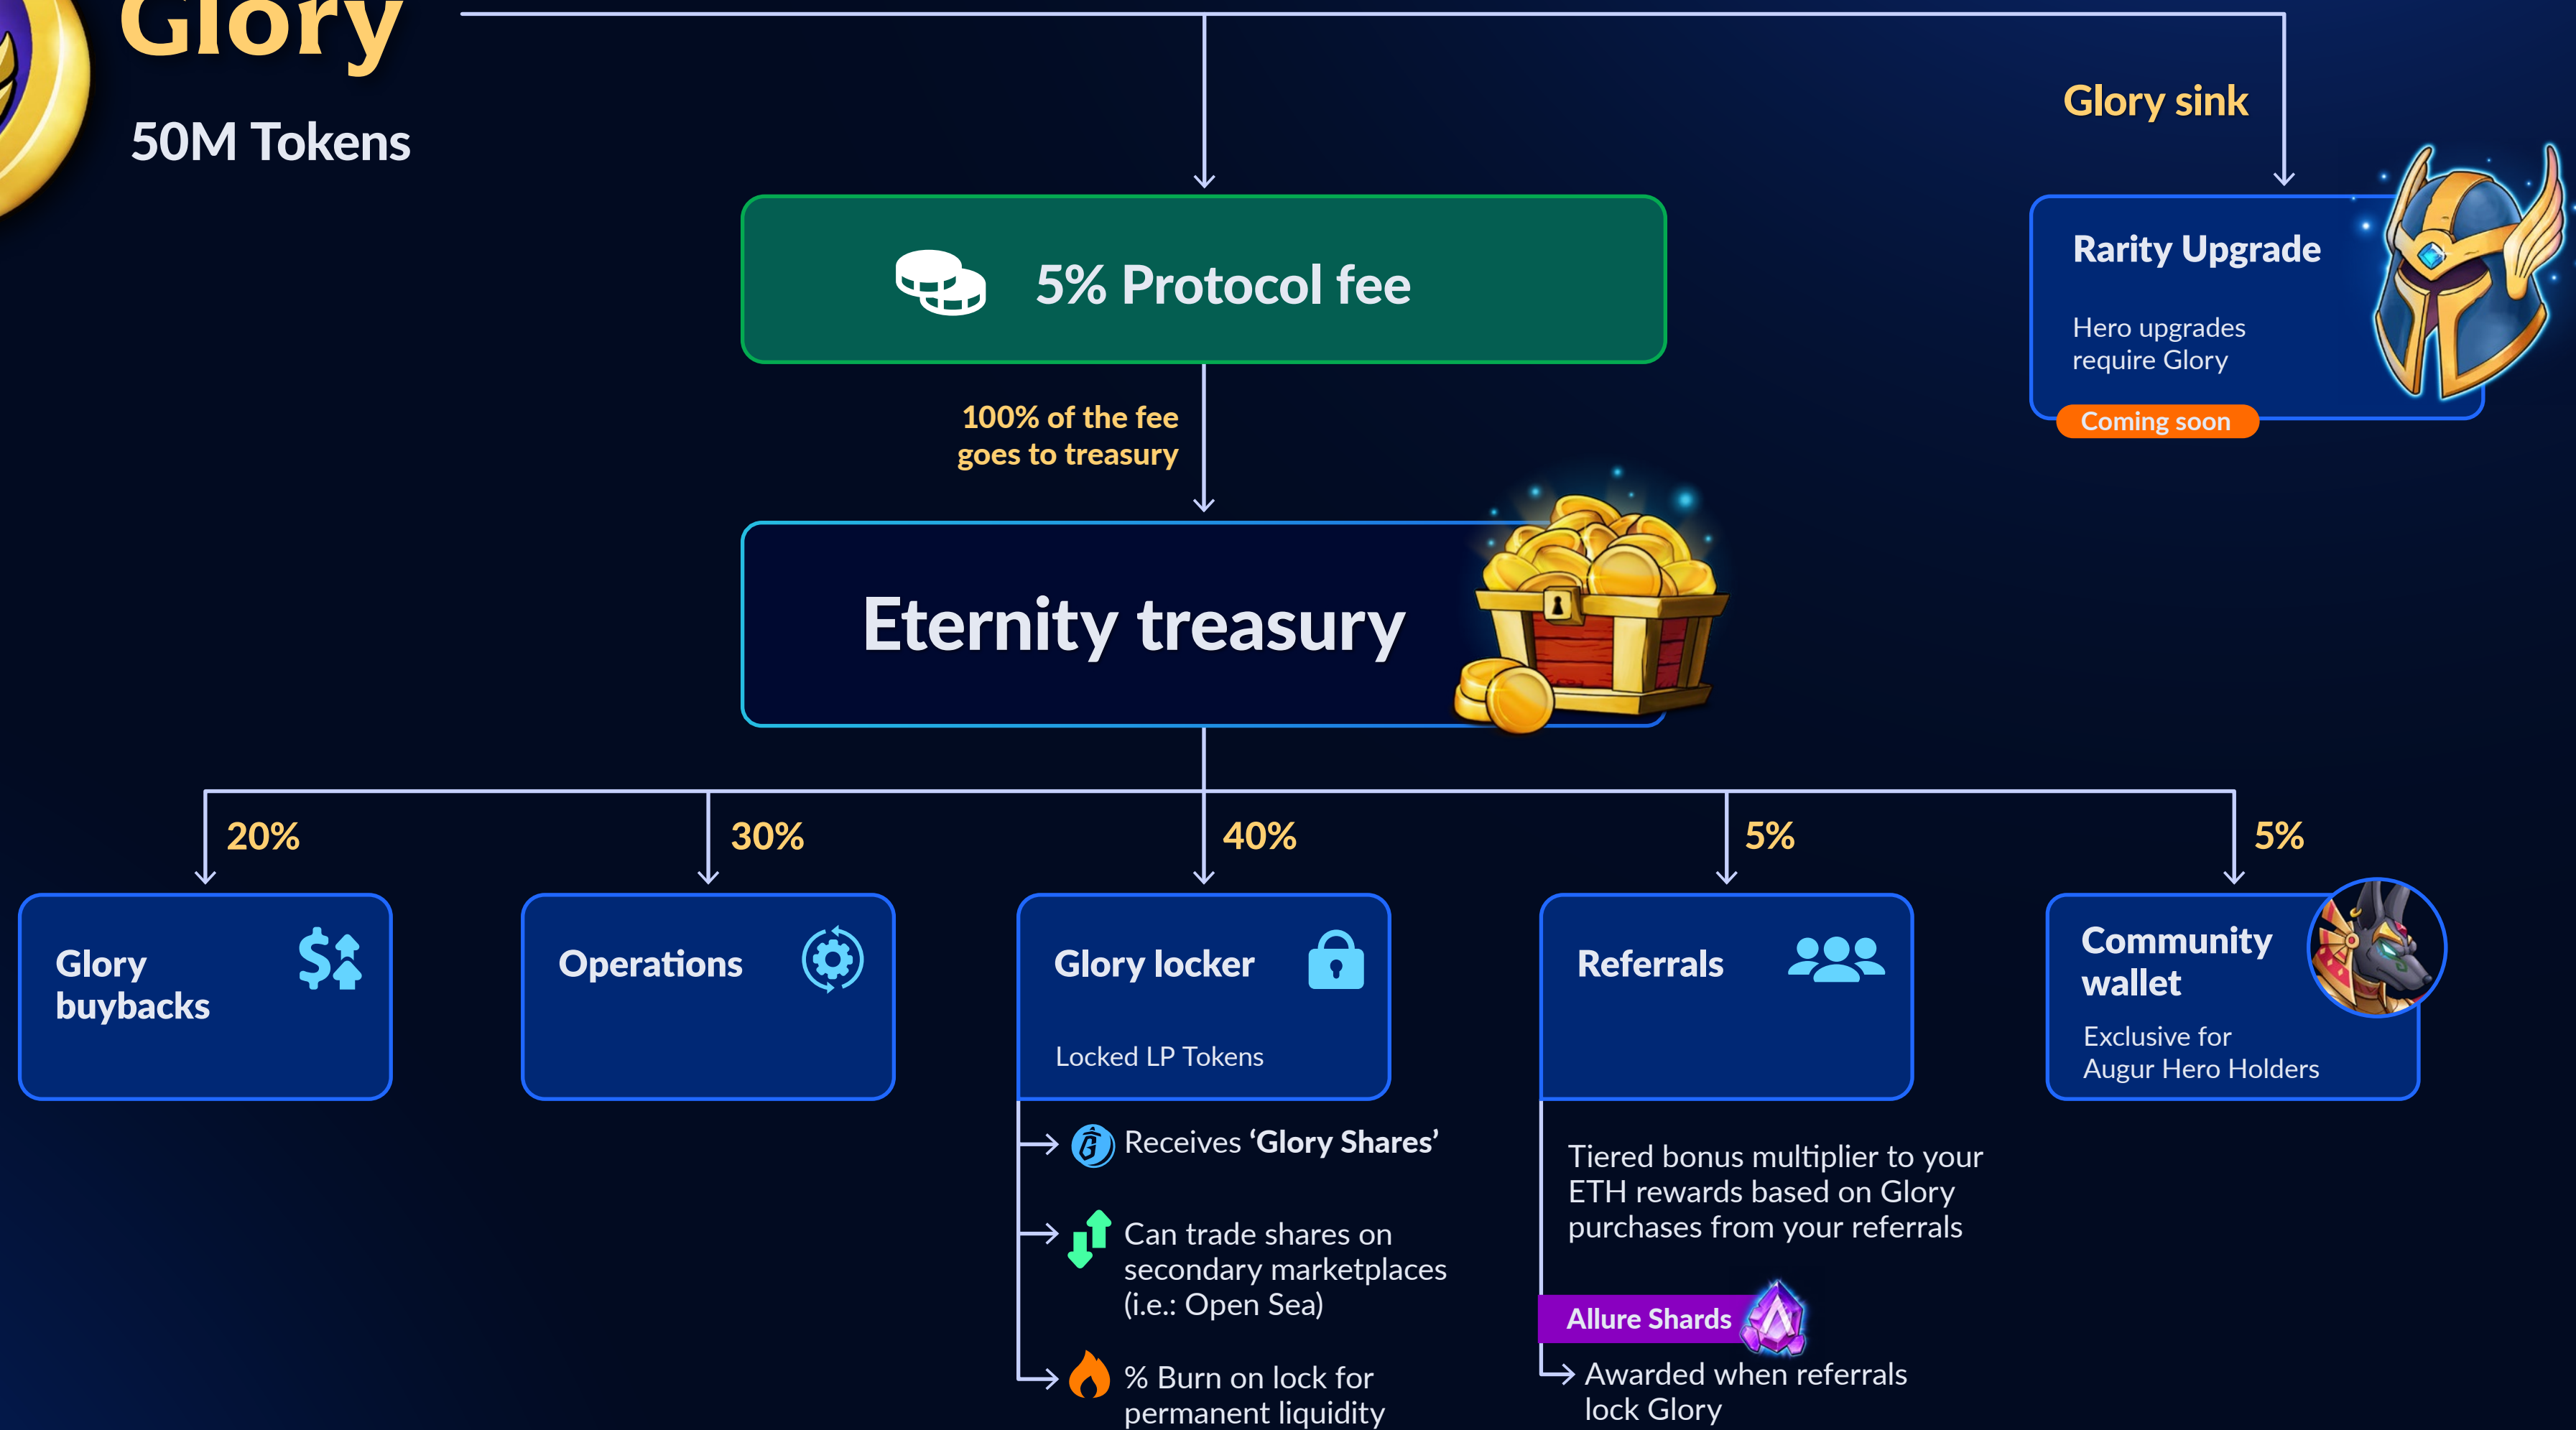 Glory
50M Tokens
Glory sink
Rarity Upgrade
Hero upgrades
require Glory
Coming soon
5% Protocol fee
100% of the fee
goes to treasury
Eternity treasury
20%
30%
40%
5%
5%
Glory
buybacks
Operations
Glory locker
Locked LP Tokens
Referrals
Community
wallet
Exclusive for
Augur Hero Holders
Receives ‘Glory Shares’
Can trade shares on
secondary marketplaces
(i.e.: Open Sea)
% Burn on lock for
permanent liquidity
Tiered bonus multiplier to your
ETH rewards based on Glory
purchases from your referrals
Allure Shards
Awarded when referrals
lock Glory